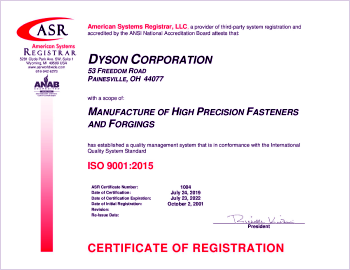 ASR
American Systems
REGISTRAR
5281 Clyde Park Ave. SW, Suite 1
Wyoming, MI 49509 USA
www.asrworldwide.com
616-942-6273
ANAB
American Systems Registrar, LLC, a provider of third-party system registration and
accredited by the ANSI National Accreditation Board attests that:
DYSON CORPORATION
53 FREEDOM ROAD
PAINESVILLE, OH 44077
with a scope of:
MANUFACTURE OF HIGH PRECISION FASTENERS
AND FORGINGS
has established a quality management system that is in conformance with the International
Quality System Standard
ISO 9001:2015
ASR Certificate Number: 1084
Date of Certification: July 24, 2019
Date of Certification Expiration: July 23, 2022
Date of Initial Registration: October 2, 2001
Revision:
Re-Issue Date:
President
CERTIFICATE OF REGISTRATION